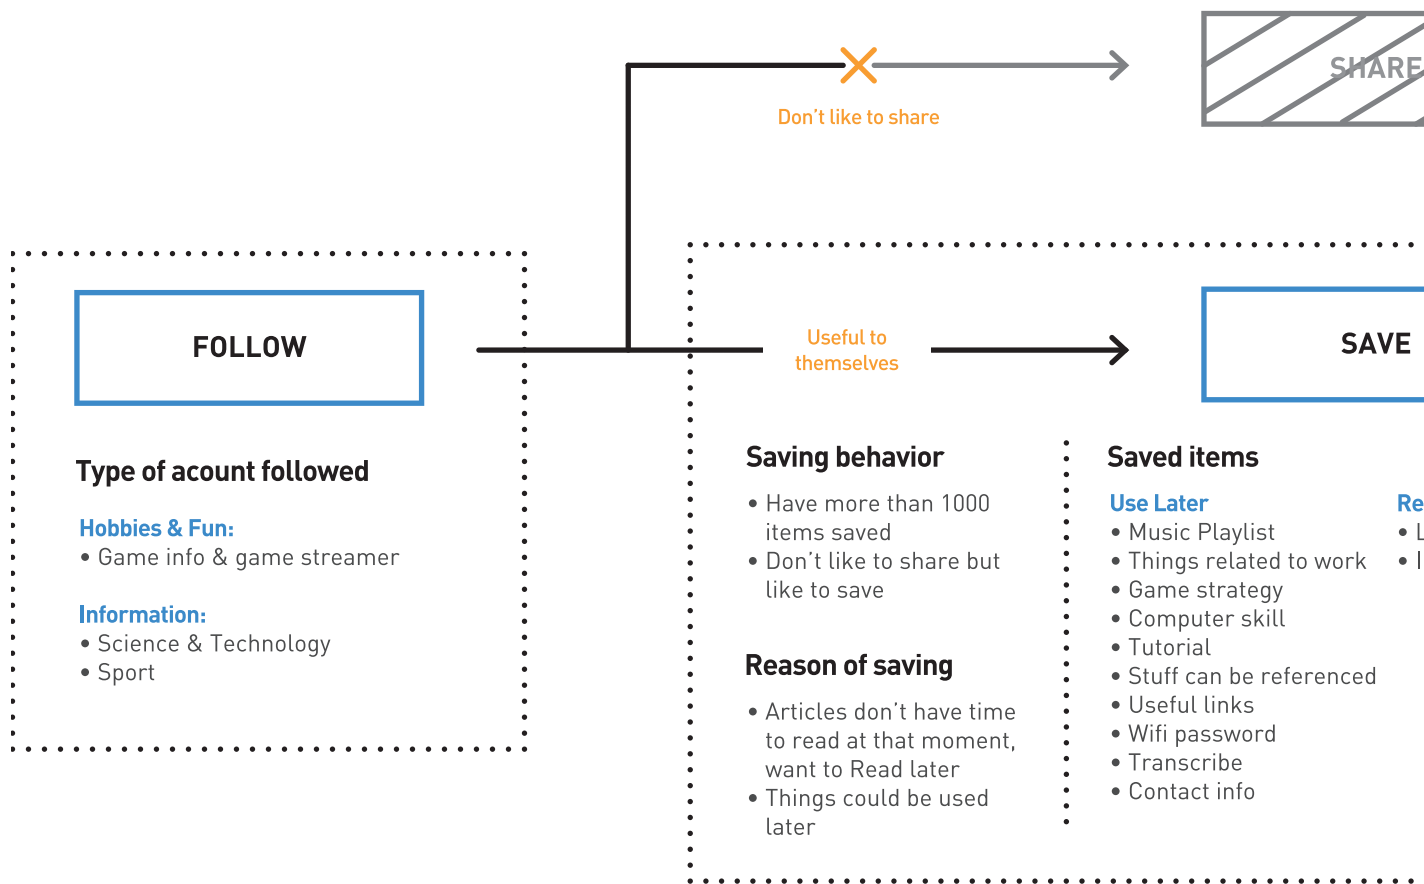 SHARE
Don't like to share
FOLLOW
Useful to
themselves
SAVE
Type of acount followed
Hobbies & Fun:
• Game info & game streamer
Information:
• Science & Technology
• Sport
Saving behavior
• Have more than 1000
items saved
• Don't like to share but
like to save
Reason of saving
• Articles don't have time
to read at that moment,
want to Read later
• Things could be used
later
Saved items
Use Later
• Music Playlist
• Things related to work
• Game strategy
• Computer skill
• Tutorial
• Stuff can be referenced
• Useful links
• Wifi password
• Transcribe
• Contact info